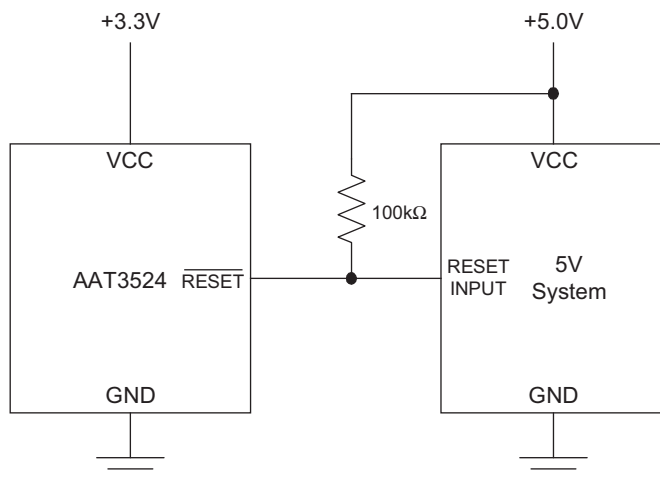 +3.3V
+5.0V
VCC
VCC
100kΩ
AAT3524
RESET
RESET
INPUT
5V
System
GND
GND